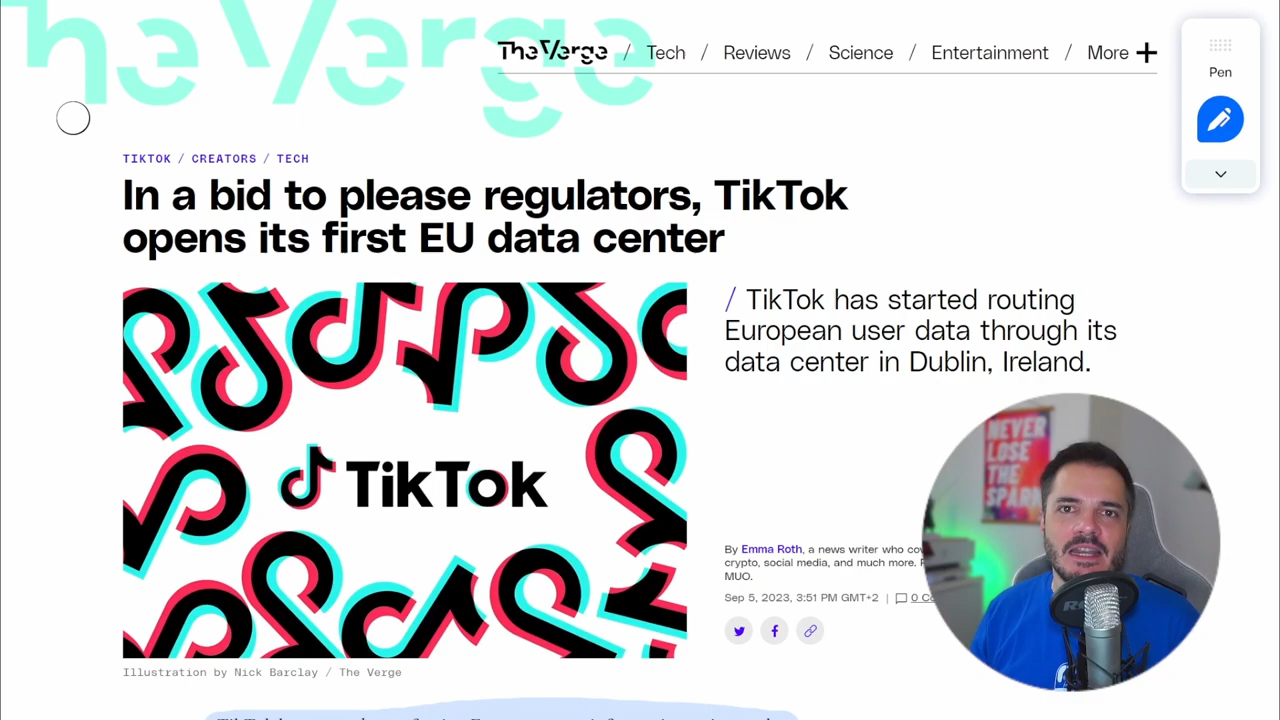 The Verge
The Verge / Tech / Reviews / Science / Entertainment / More +
Pen
TIKTOK / CREATORS / TECH
In a bid to please regulators, TikTok
opens its first EU data center
/ TikTok has started routing
European user data through its
data center in Dublin, Ireland.
TikTok
NEVER
LOSE
THE
SPARK
By Emma Roth, a news writer who
crypto, social media, and much more.
MUO.
Sep 5, 2023, 3:51 PM GMT+2 | 0
Illustration by Nick Barclay / The Verge